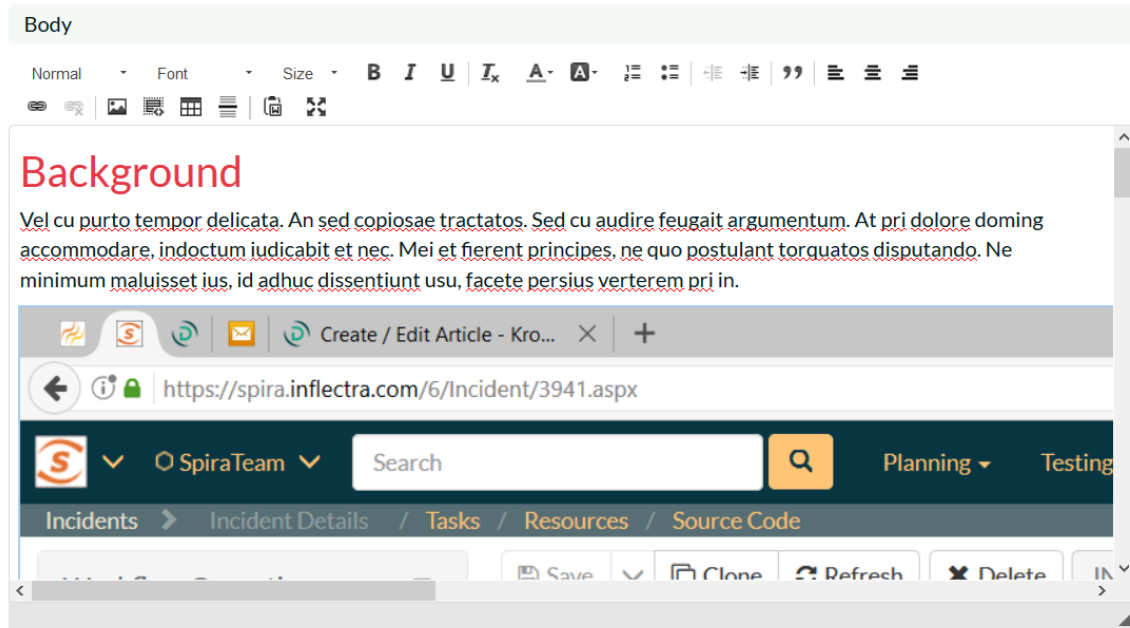 Body
Normal Font Size B I U Tx A A
Background
Vel cu purto tempor delicata. An sed copiosae tractatos. Sed cu audire feugait argumentum. At pri dolore doming
accommodare, indoctum iudicabit et nec. Mei et fierent principes, ne quo postulant torquatos disputando. Ne
minimum maluisset ius, id adhuc dissentiunt usu, facete persius verterem pri in.
Create / Edit Article - Kro...
https://spira.inflectra.com/6/Incident/3941.aspx
S SpiraTeam Search Planning Testing
Incidents Incident Details / Tasks / Resources / Source Code
Save Clone Refresh Delete